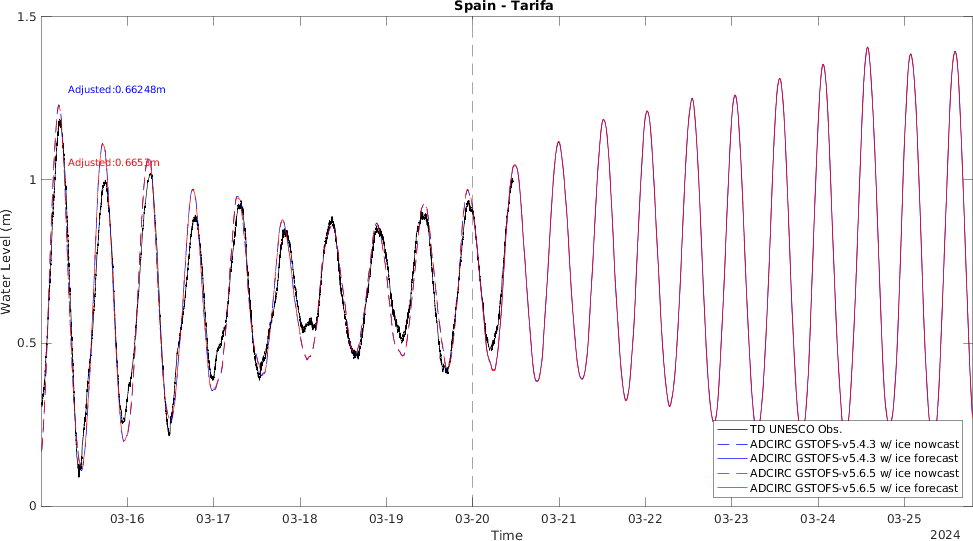 Spain - Tarifa
1.5
1
0.5
0
Water Level (m)
Adjusted:0.66248m
Adjusted:0.6653m
TD UNESCO Obs.
ADCIRC GSTOFS-v5.4.3 w/ ice nowcast
ADCIRC GSTOFS-v5.4.3 w/ ice forecast
ADCIRC GSTOFS-v5.6.5 w/ ice nowcast
ADCIRC GSTOFS-v5.6.5 w/ ice forecast
03-16 03-17 03-18 03-19 03-20 03-21 03-22 03-23 03-24 03-25
Time
2024